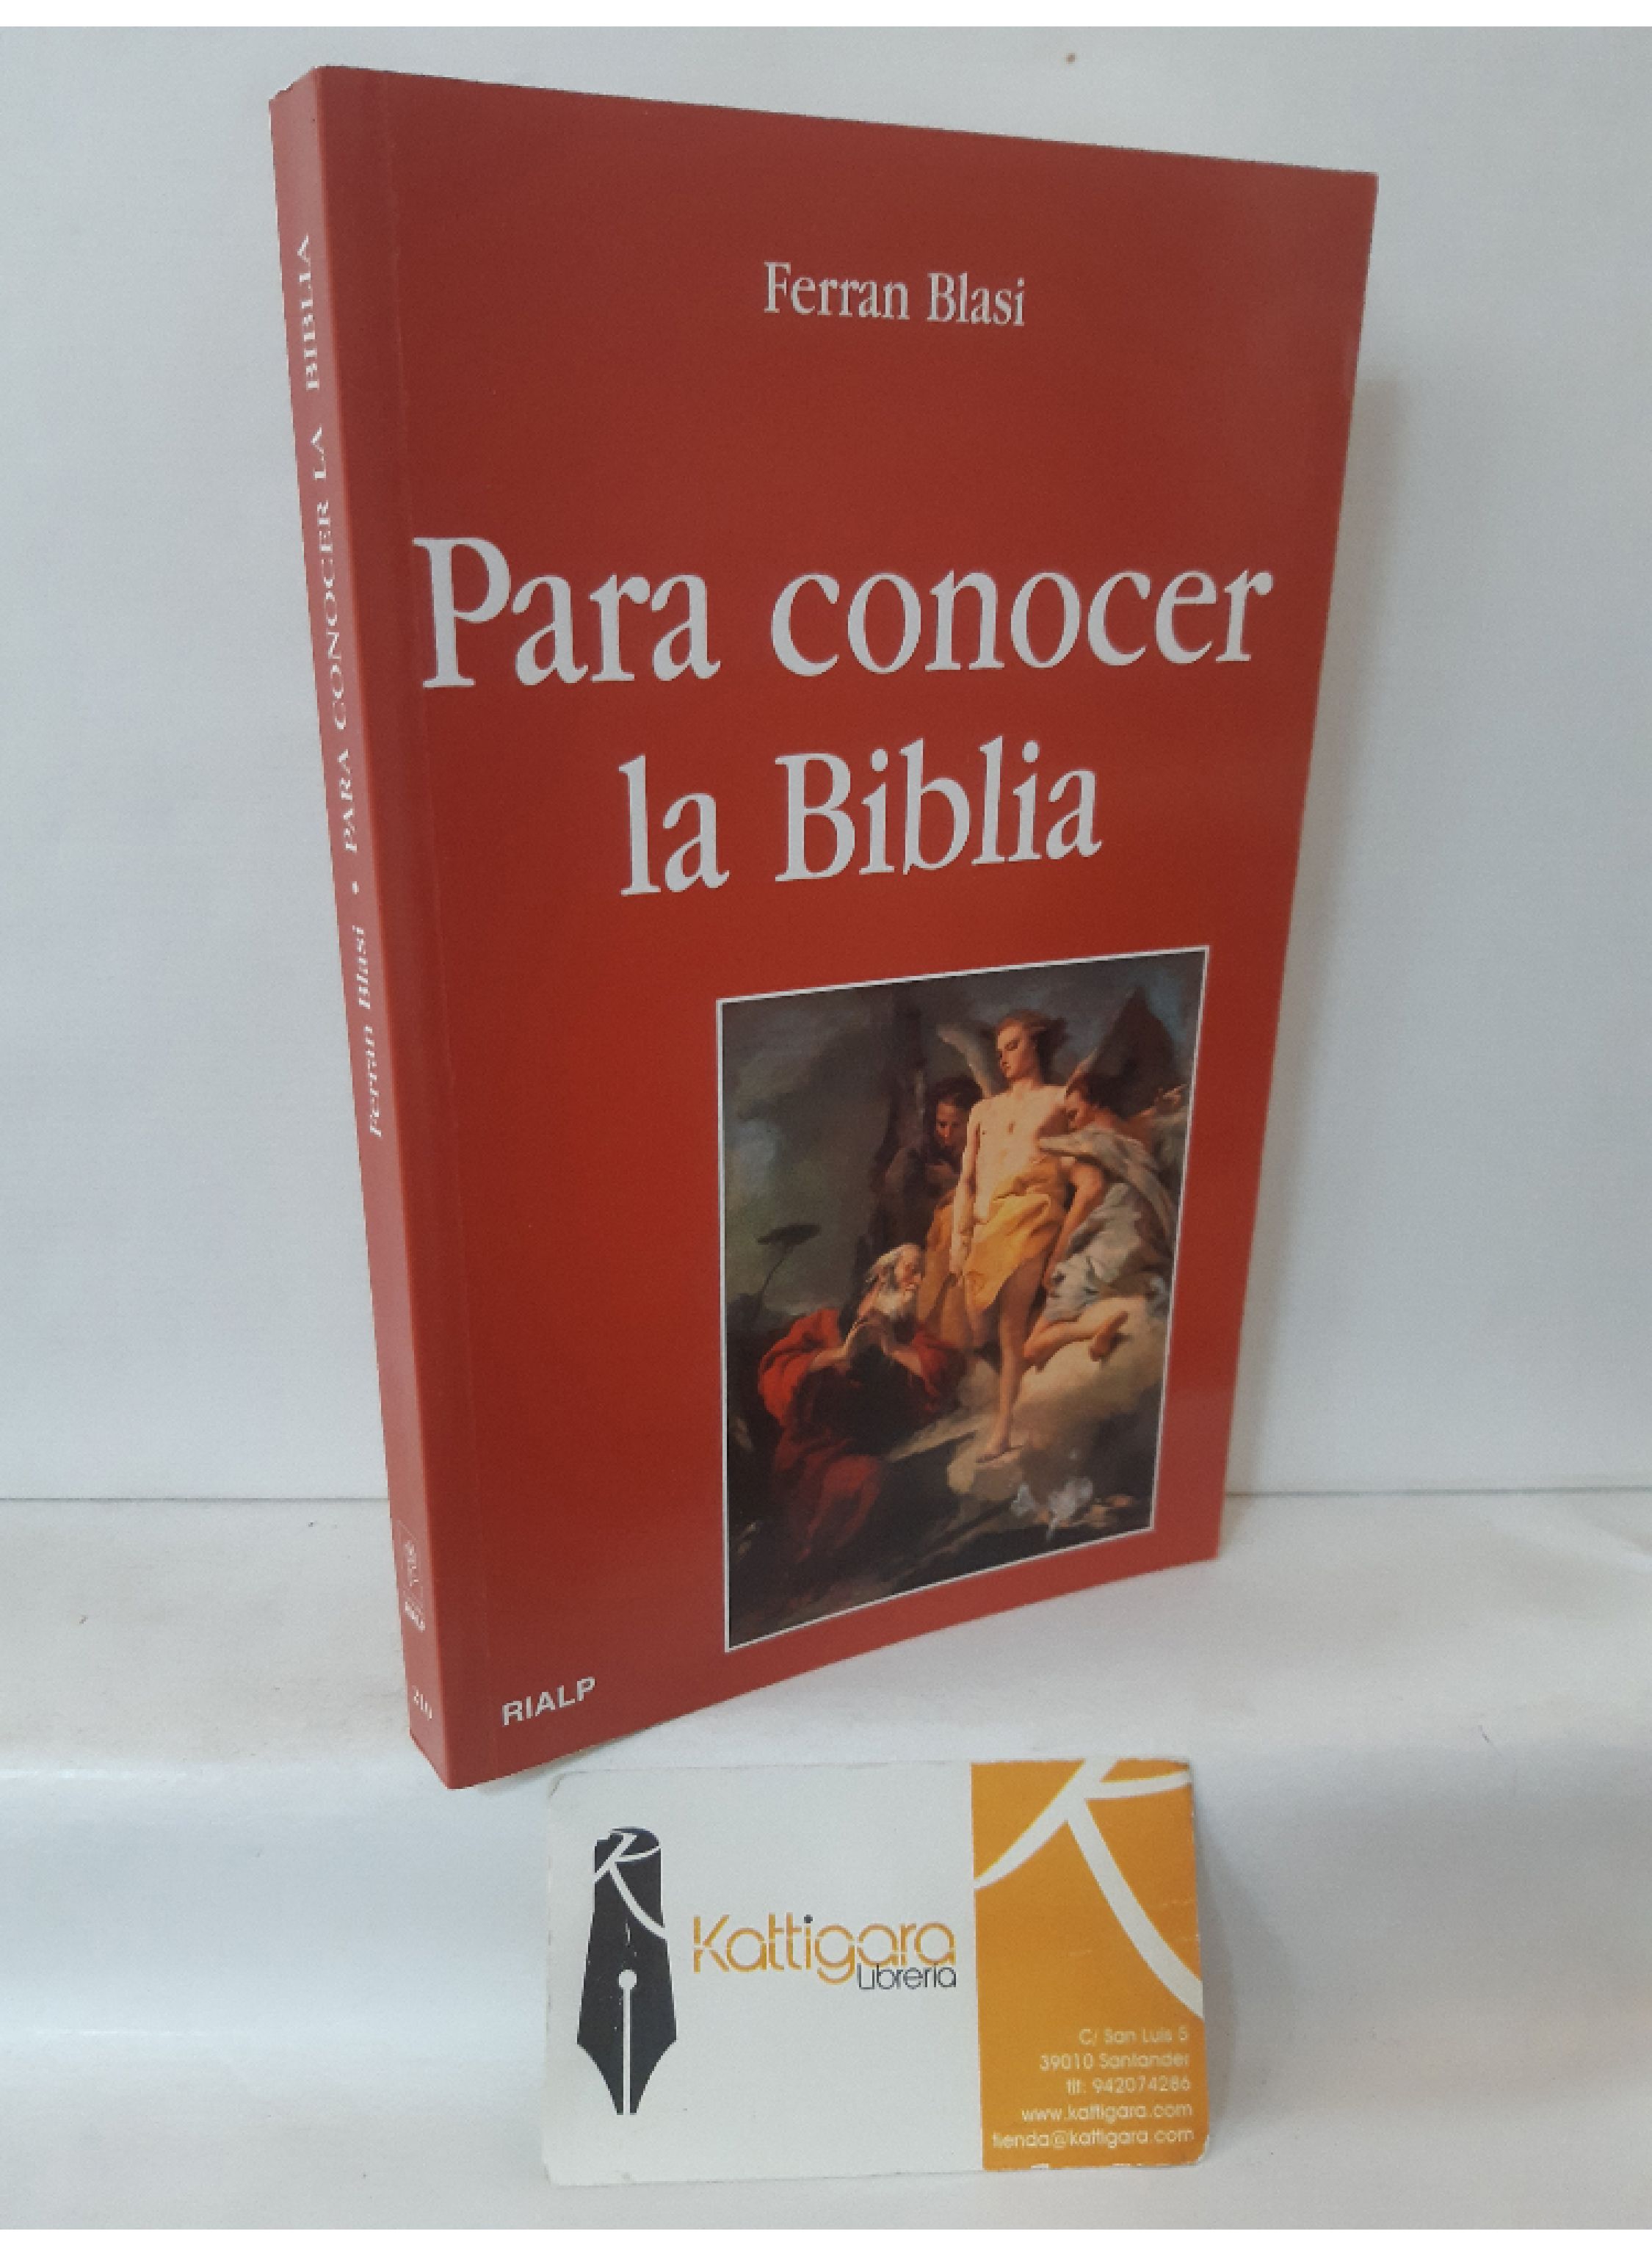 Ferran Blasi
Para conocer
la Biblia
RIALP
Ferran Blasi • PARA CONOCER LA BIBLIA
RIALP
210
Kattigara
Librería
C/ San Luis 5
39010 Santander
tlf: 942074286
www.kattigara.com
tienda@kattigara.com